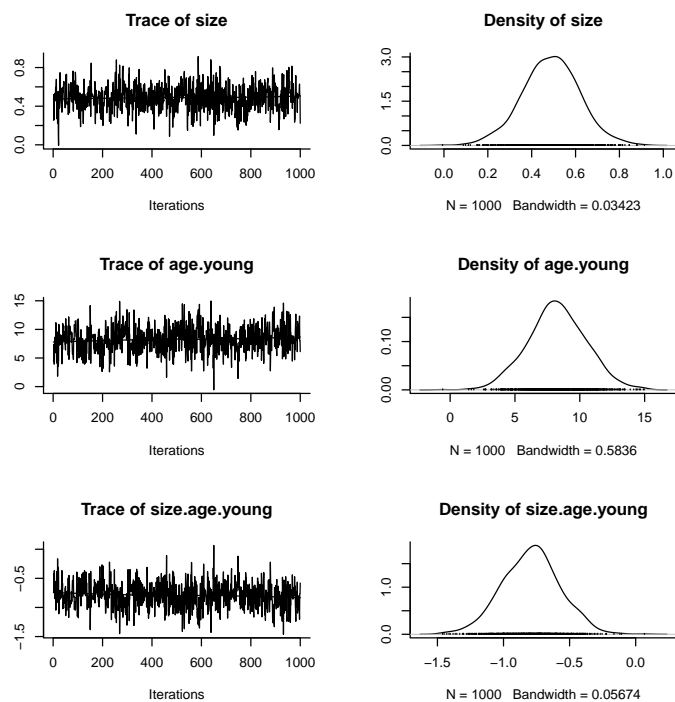 Trace of size
0.0 0.4 0.8
0 200 400 600 800 1000
Iterations
Density of size
0.0 1.5 3.0
0.0 0.2 0.4 0.6 0.8 1.0
N = 1000 Bandwidth = 0.03423
Trace of age.young
0 5 10 15
0 200 400 600 800 1000
Iterations
Density of age.young
0.00 0.10
0 5 10 15
N = 1000 Bandwidth = 0.5836
Trace of size.age.young
−1.5 −0.5
0 200 400 600 800 1000
Iterations
Density of size.age.young
0.0 1.0
−1.5 −1.0 −0.5 0.0
N = 1000 Bandwidth = 0.05674